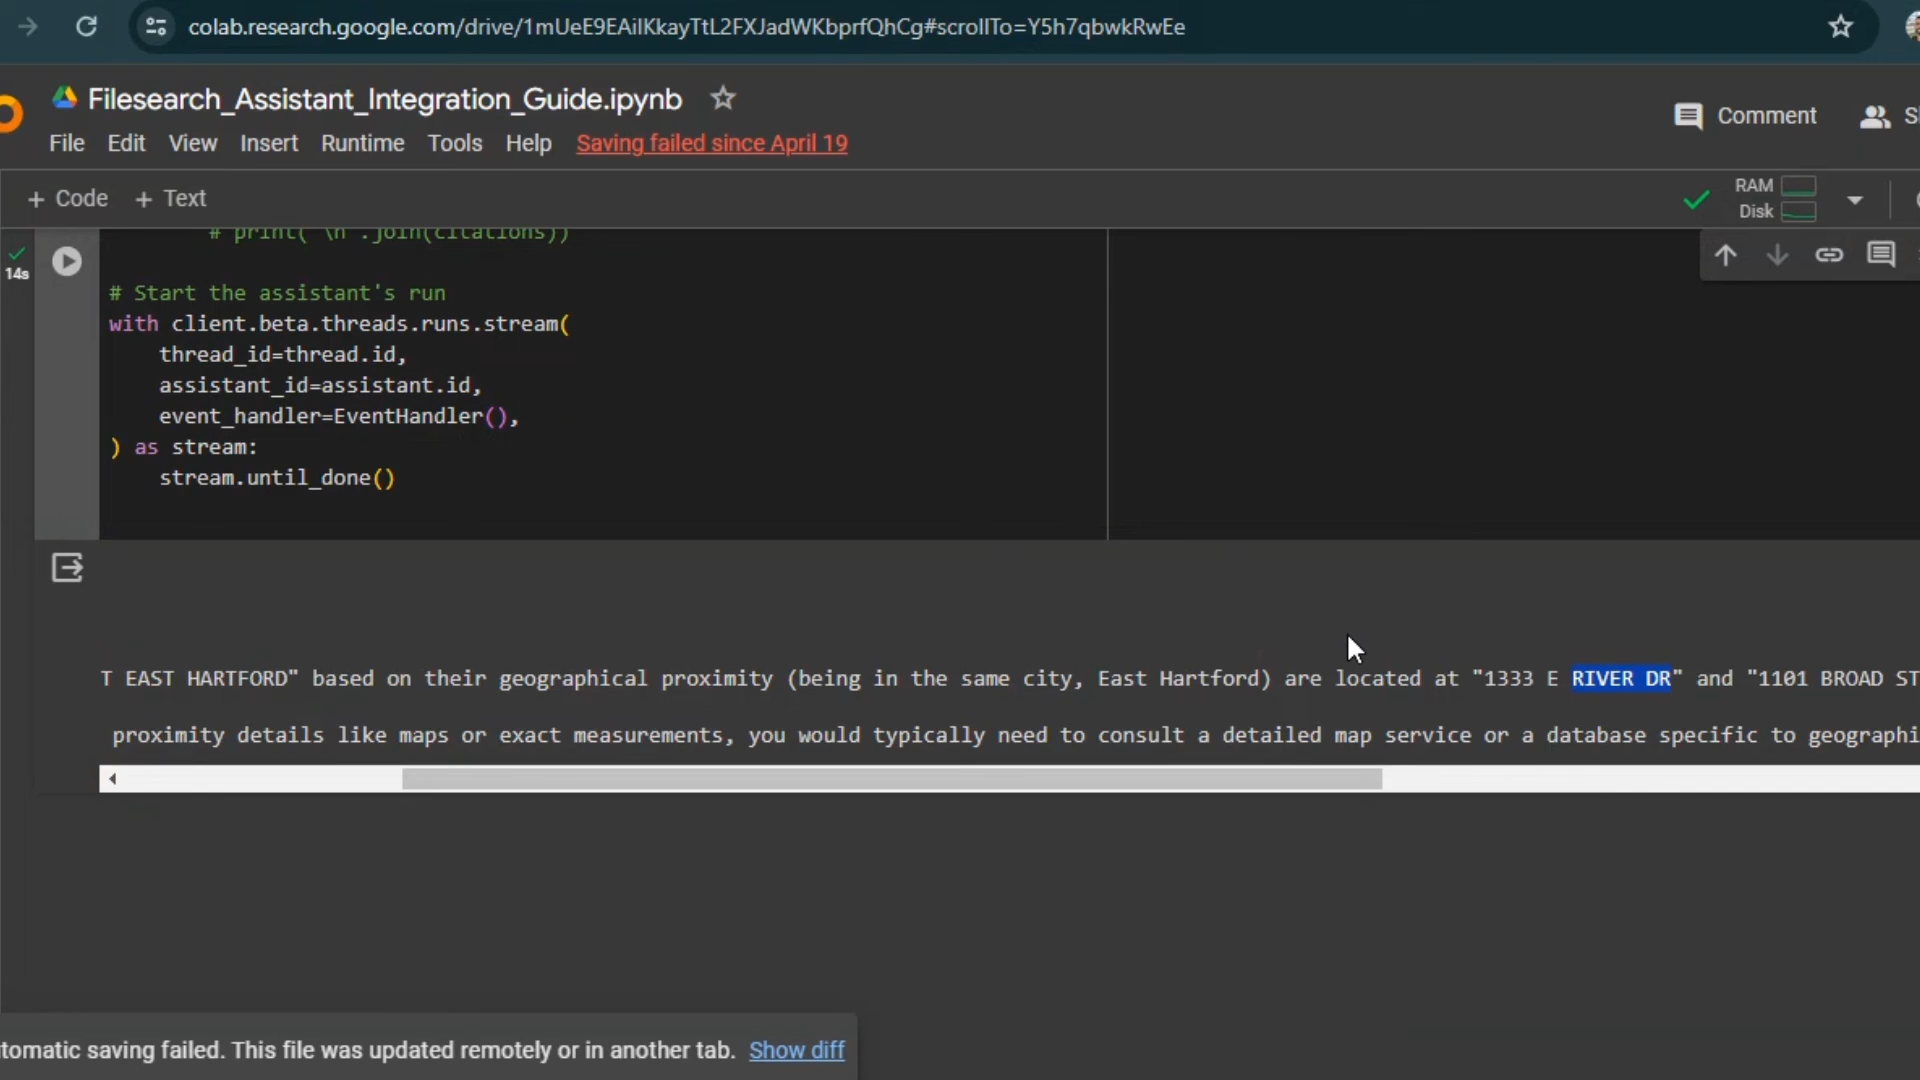 colab.research.google.com/drive/1mUeE9EAilKkayTtL2FXJadWKbprfQhCg#scrollTo=Y5h7qbwkRwEe
Filesearch_Assistant_Integration_Guide.ipynb
Comment
File Edit View Insert Runtime Tools Help Saving failed since April 19
+ Code + Text
RAM
Disk
# print( \n .join(citations))
14s
# Start the assistant's run
with client.beta.threads.runs.stream(
thread_id=thread.id,
assistant_id=assistant.id,
event_handler=EventHandler(),
) as stream:
stream.until_done()
T EAST HARTFORD" based on their geographical proximity (being in the same city, East Hartford) are located at "1333 E RIVER DR" and "1101 BROAD ST
proximity details like maps or exact measurements, you would typically need to consult a detailed map service or a database specific to geographi
tomatic saving failed. This file was updated remotely or in another tab. Show diff